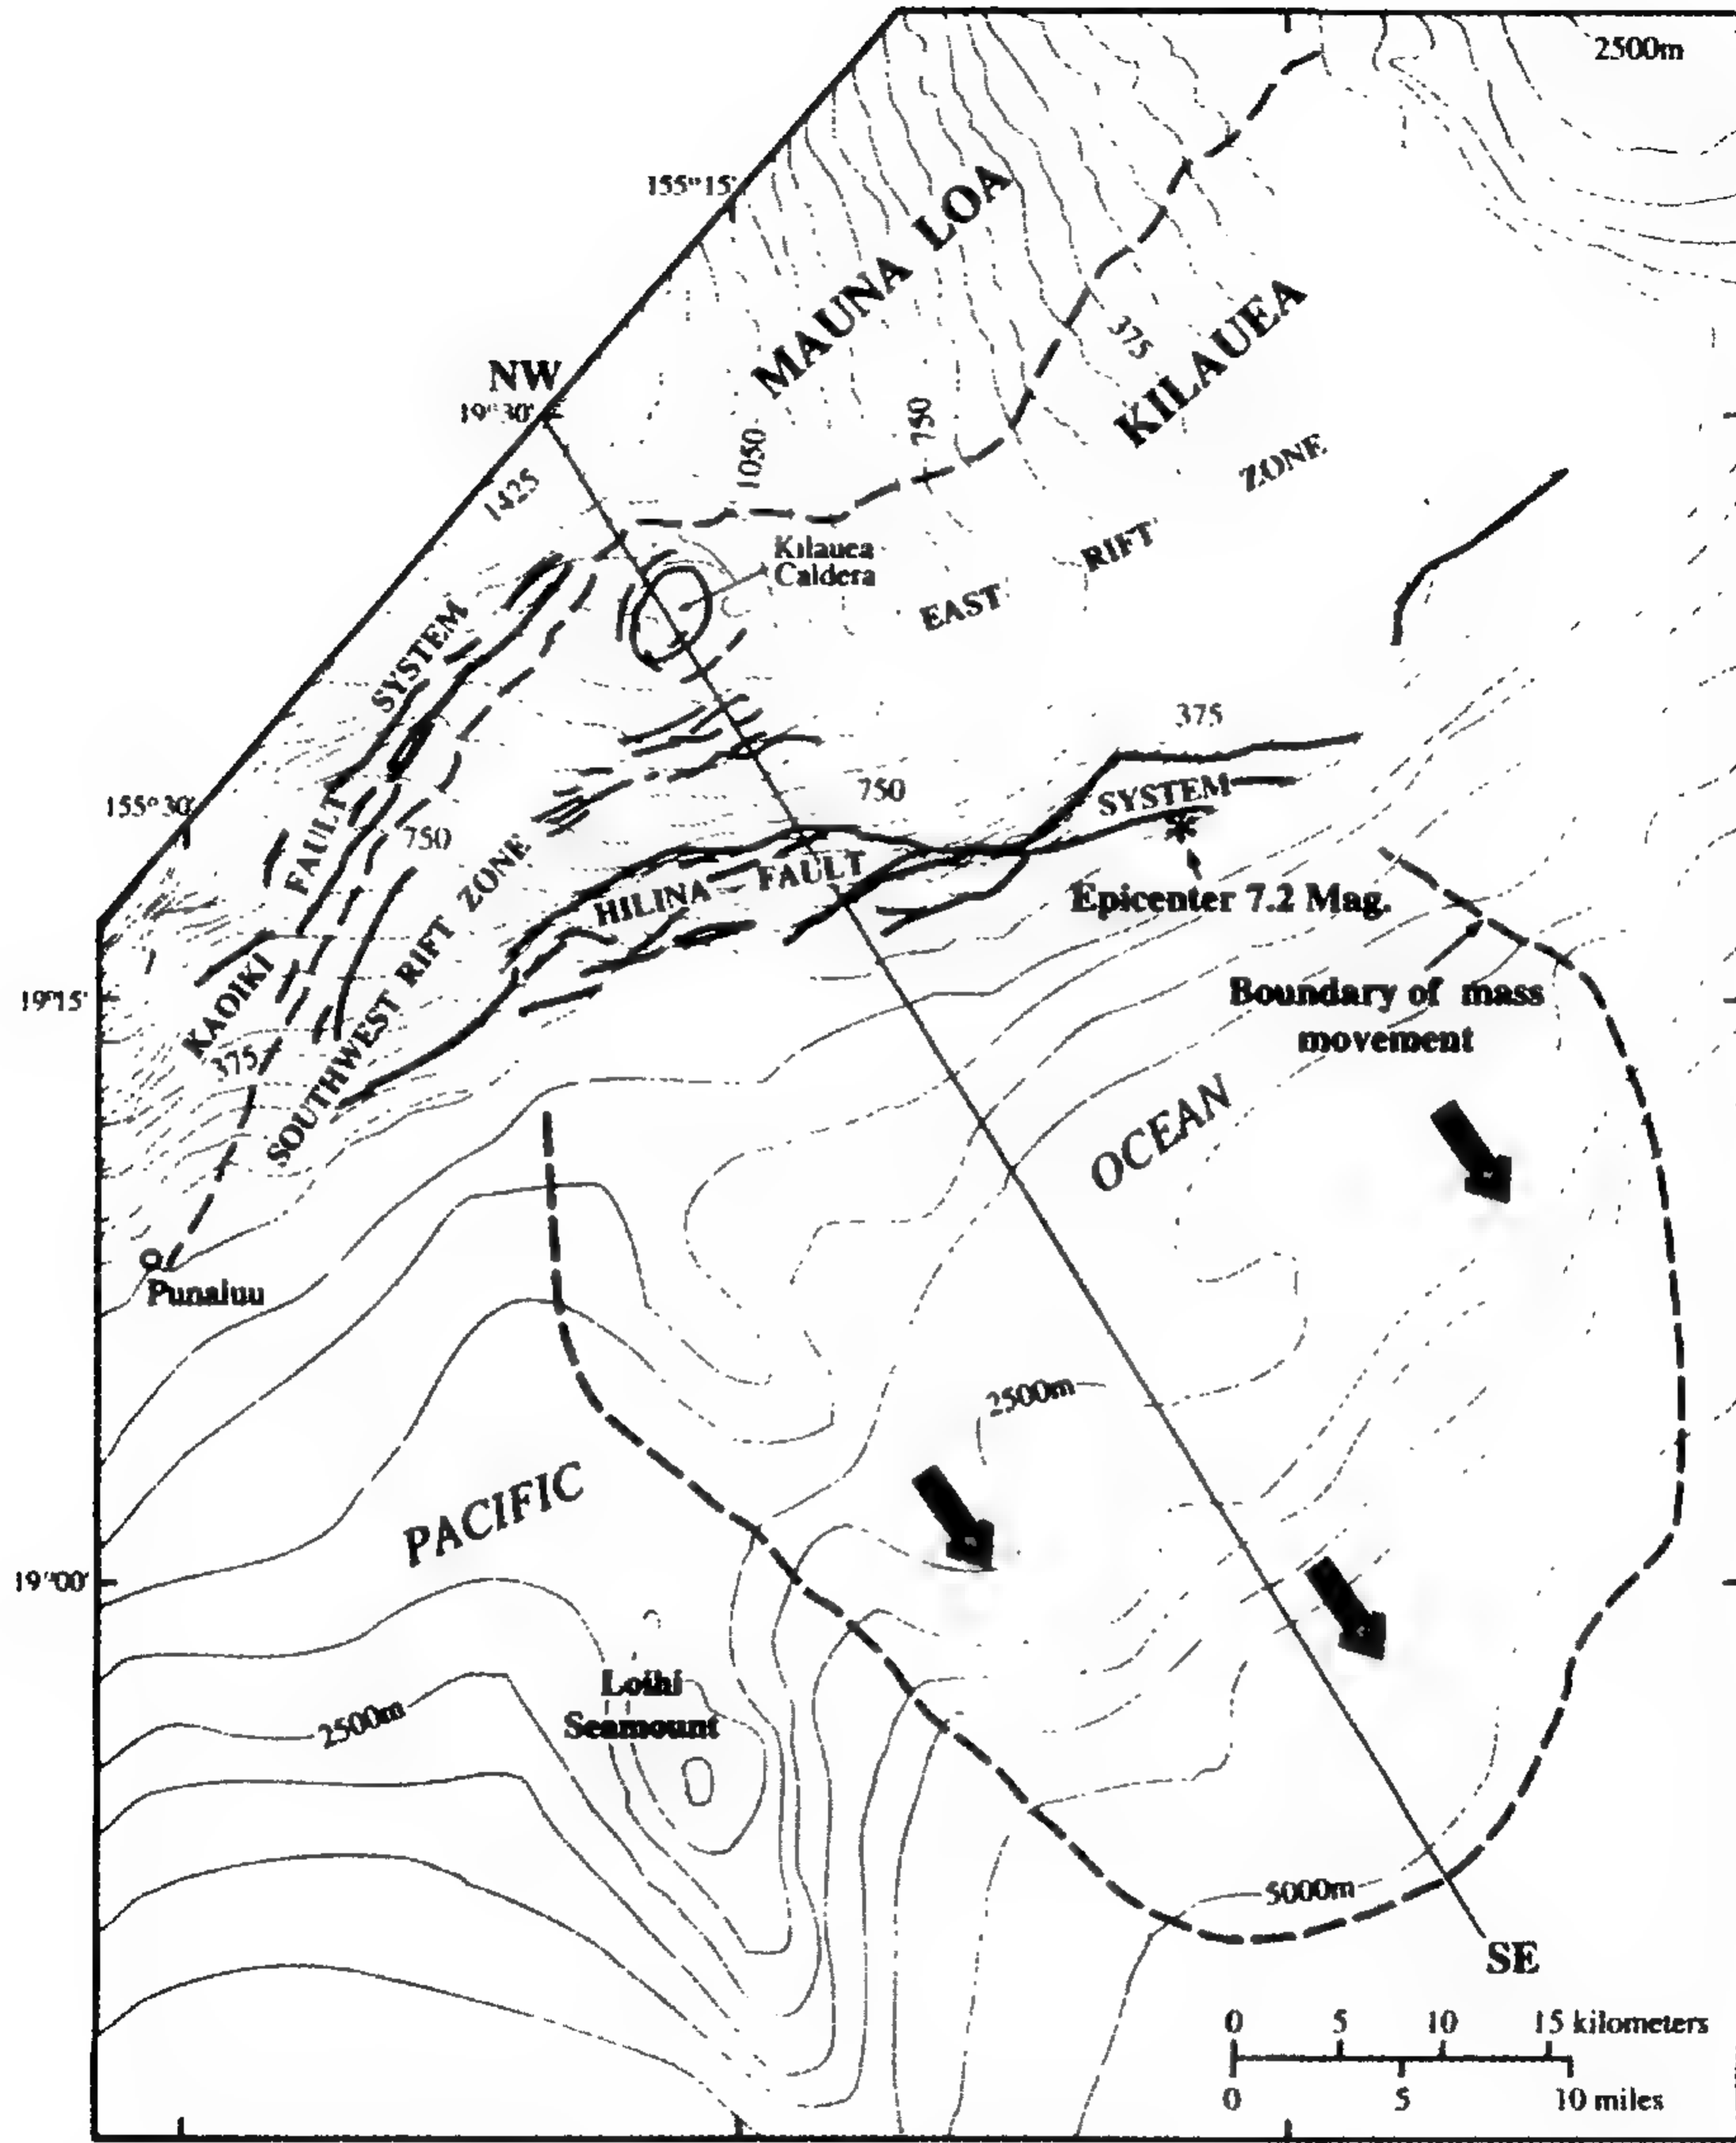 2500m
155°15'
MAUNA LOA
KILAUEA
375
NW
19°30'
1425
1050
750
Kilauea
Caldera
EAST RIFT ZONE
375
750
SYSTEM
FAULT
KAOIKI
155°30'
750
SOUTHWEST RIFT ZONE
HILINA FAULT SYSTEM
Epicenter 7.2 Mag.
Boundary of mass
movement
19°15'
375
Punaluu
PACIFIC OCEAN
2500m
19°00'
Loihi
Seamount
2500m
5000m
SE
0 5 10 15 kilometers
0 5 10 miles